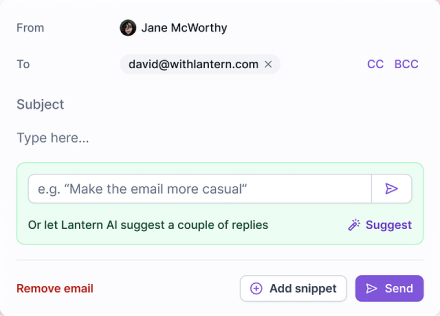 From Jane McWorthy
To david@withlantern.com × CC BCC
Subject
Type here...
e.g. “Make the email more casual“
Or let Lantern AI suggest a couple of replies Suggest
Remove email Add snippet Send